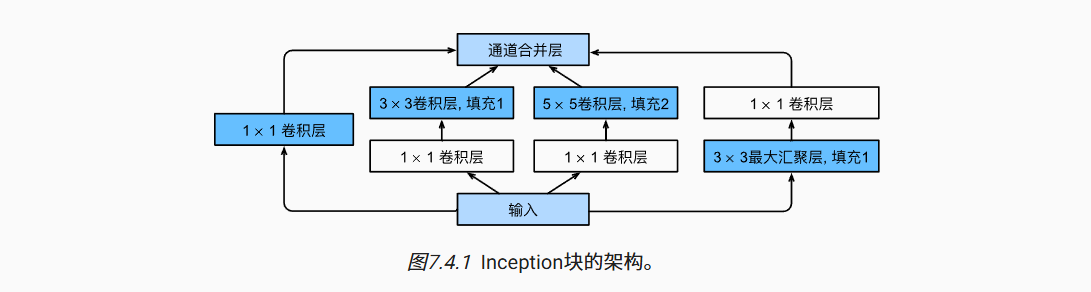 通道合并层
3 × 3卷积层, 填充1
5 × 5卷积层, 填充2
1 × 1 卷积层
1 × 1 卷积层
1 × 1 卷积层
1 × 1 卷积层
3 × 3最大汇聚层, 填充1
输入
图7.4.1 Inception块的架构。